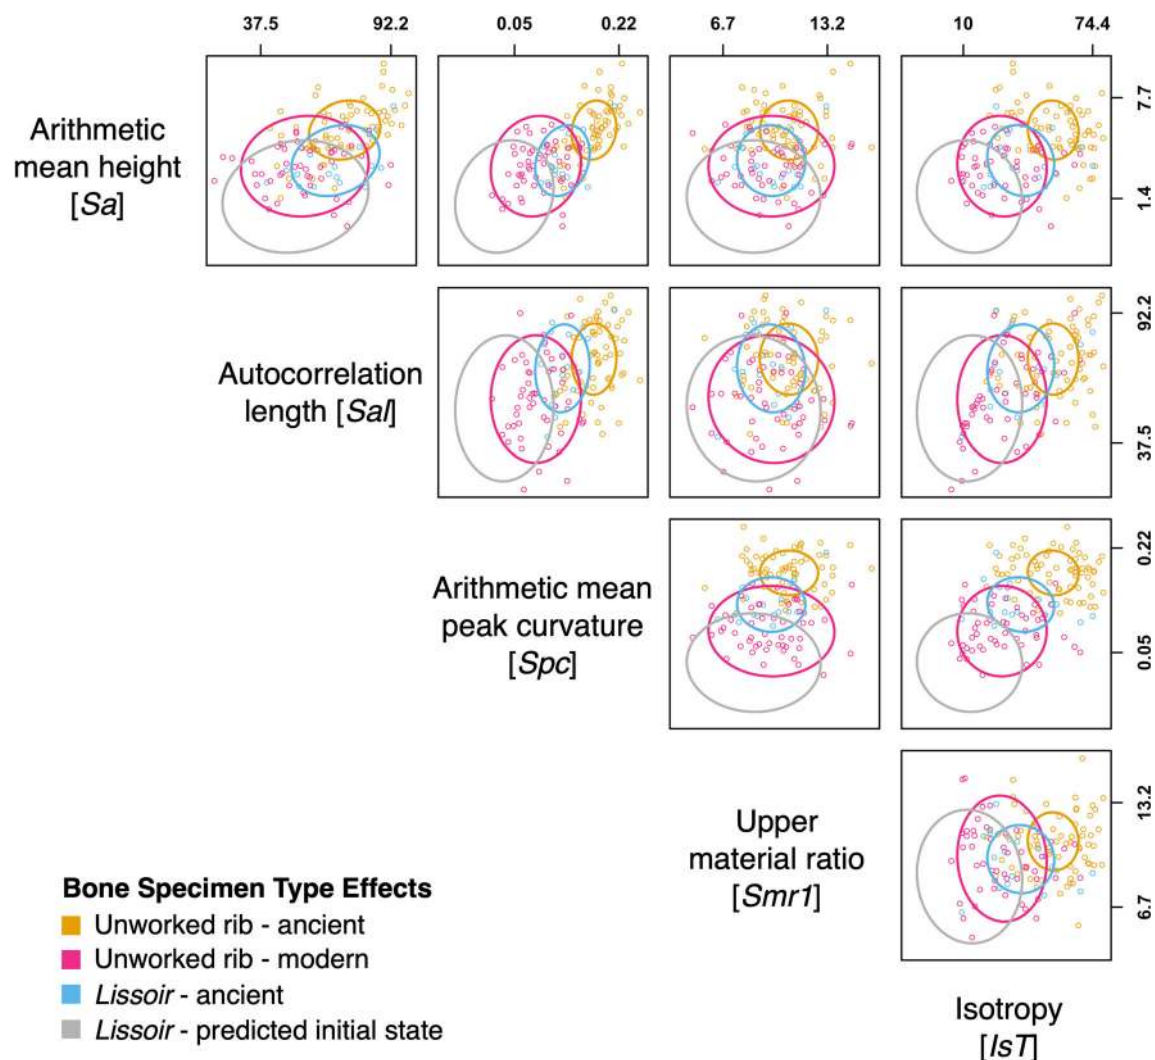 37.5 92.2 0.05 0.22 6.7 13.2 10 74.4
Arithmetic
mean height
[Sa]
7.7
1.4
Autocorrelation
length [Sal]
92.2
37.5
Arithmetic mean
peak curvature
[Spc]
0.22
0.05
Upper
material ratio
[Smr1]
13.2
6.7
Isotropy
[IsT]
Bone Specimen Type Effects
Unworked rib - ancient
Unworked rib - modern
Lissoir - ancient
Lissoir - predicted initial state